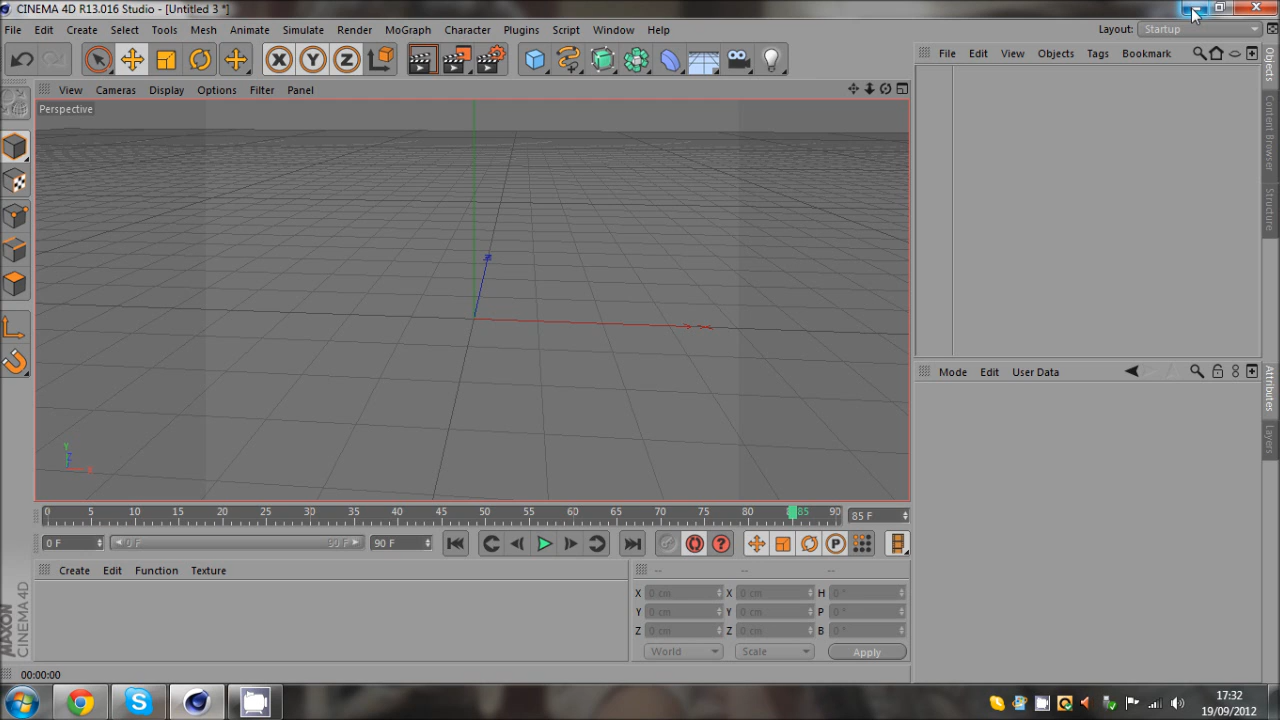 CINEMA 4D R13.016 Studio - [Untitled 3 *]
File Edit Create Select Tools Mesh Animate Simulate Render MoGraph Character Plugins Script Window Help Layout: Startup
X Y Z
File Edit View Objects Tags Bookmark
View Cameras Display Options Filter Panel
Perspective
Objects
Content Browser
Structure
Mode Edit User Data
Attributes
Layers
Y
Z
X
0 5 10 15 20 25 30 35 40 45 50 55 60 65 70 75 80 85 90 85 F
0 F 0 F 90 F 90 F
P
Create Edit Function Texture
-- -- --
X 0 cm X 0 cm H 0 °
Y 0 cm Y 0 cm P 0 °
Z 0 cm Z 0 cm B 0 °
World Scale Apply
MAXON
CINEMA 4D
00:00:00
17:32
19/09/2012